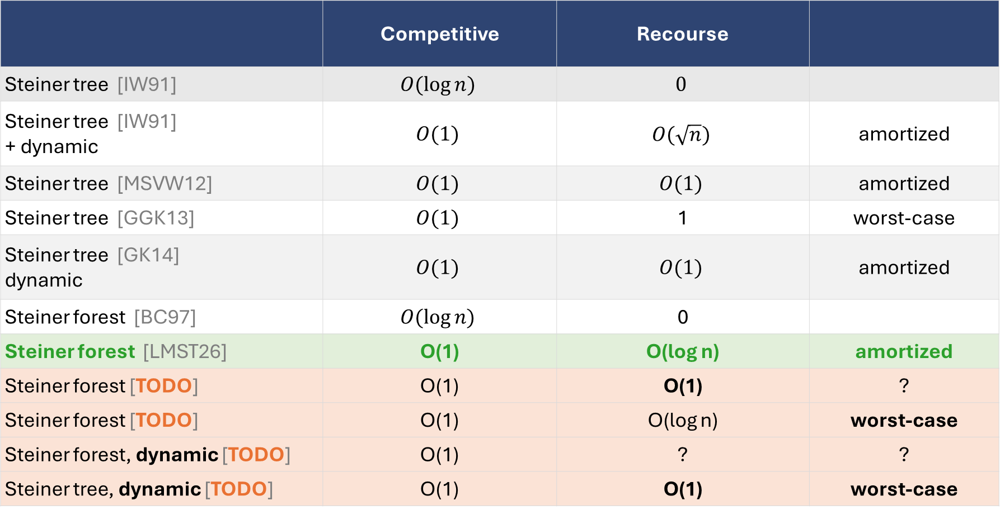 Competitive Recourse
Steiner tree [IW91] O(log n) 0
Steiner tree [IW91]
+ dynamic O(1) O(√n) amortized
Steiner tree [MSVW12] O(1) O(1) amortized
Steiner tree [GGK13] O(1) 1 worst-case
Steiner tree [GK14]
dynamic O(1) O(1) amortized
Steiner forest [BC97] O(log n) 0
Steiner forest [LMST26] O(1) O(log n) amortized
Steiner forest [TODO] O(1) O(1) ?
Steiner forest [TODO] O(1) O(log n) worst-case
Steiner forest, dynamic [TODO] O(1) ? ?
Steiner tree, dynamic [TODO] O(1) O(1) worst-case